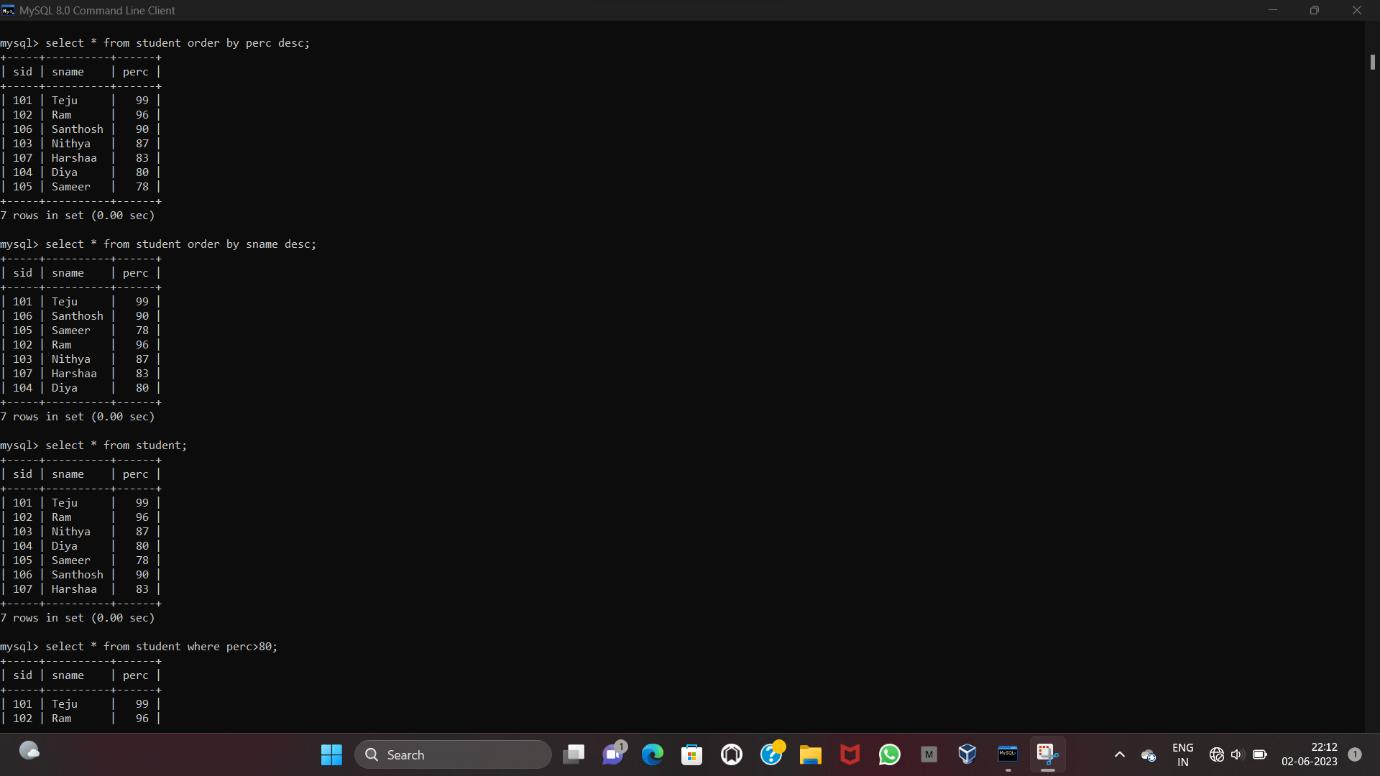 MySQL 8.0 Command Line Client
mysql> select * from student order by perc desc;
+-----+----------+------+
| sid | sname    | perc |
+-----+----------+------+
| 101 | Teju     |   99 |
| 102 | Ram      |   96 |
| 106 | Santhosh |   90 |
| 103 | Nithya   |   87 |
| 107 | Harshaa  |   83 |
| 104 | Diya     |   80 |
| 105 | Sameer   |   78 |
+-----+----------+------+
7 rows in set (0.00 sec)
mysql> select * from student order by sname desc;
+-----+----------+------+
| sid | sname    | perc |
+-----+----------+------+
| 101 | Teju     |   99 |
| 106 | Santhosh |   90 |
| 105 | Sameer   |   78 |
| 102 | Ram      |   96 |
| 103 | Nithya   |   87 |
| 107 | Harshaa  |   83 |
| 104 | Diya     |   80 |
+-----+----------+------+
7 rows in set (0.00 sec)
mysql> select * from student;
+-----+----------+------+
| sid | sname    | perc |
+-----+----------+------+
| 101 | Teju     |   99 |
| 102 | Ram      |   96 |
| 103 | Nithya   |   87 |
| 104 | Diya     |   80 |
| 105 | Sameer   |   78 |
| 106 | Santhosh |   90 |
| 107 | Harshaa  |   83 |
+-----+----------+------+
7 rows in set (0.00 sec)
mysql> select * from student where perc>80;
+-----+----------+------+
| sid | sname    | perc |
+-----+----------+------+
| 101 | Teju     |   99 |
| 102 | Ram      |   96 |
Search
1
M
ENG
IN
22:12
02-06-2023
1